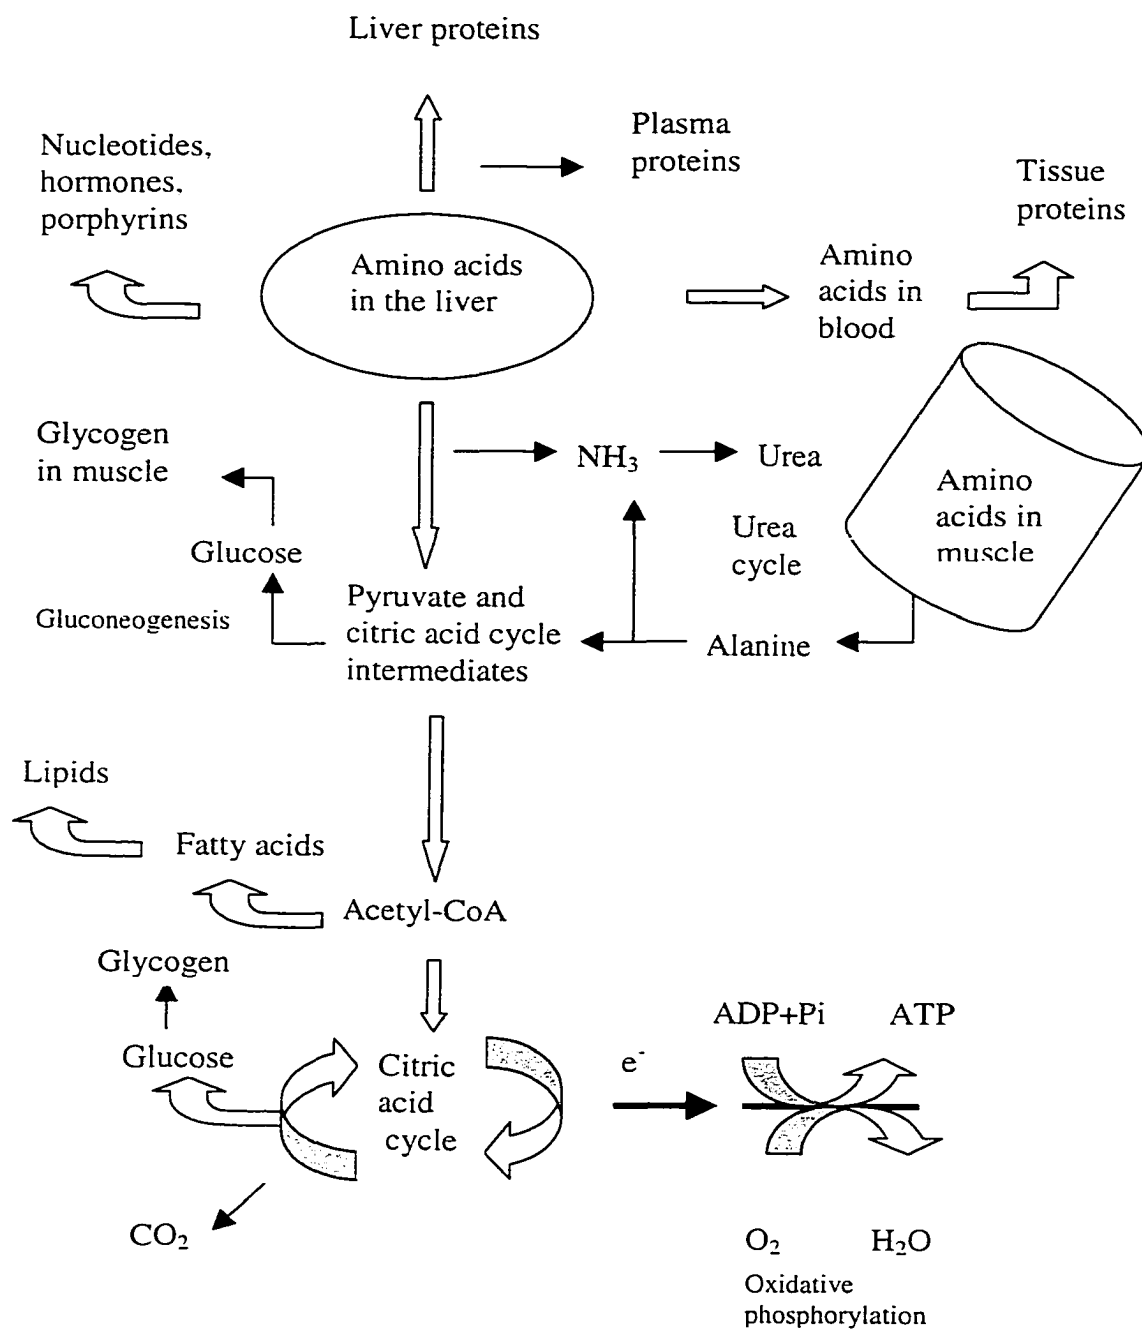 Liver proteins
Plasma
proteins
Nucleotides,
hormones,
porphyrins
Tissue
proteins
Amino acids
in the liver
Amino
acids in
blood
Glycogen
in muscle
NH₃
Urea
Amino
acids in
muscle
Urea
cycle
Glucose
Gluconeogenesis
Pyruvate and
citric acid cycle
intermediates
Alanine
Lipids
Fatty acids
Acetyl-CoA
Glycogen
Glucose
Citric
acid
cycle
e⁻
ADP+Pi
ATP
CO₂
O₂
H₂O
Oxidative
phosphorylation